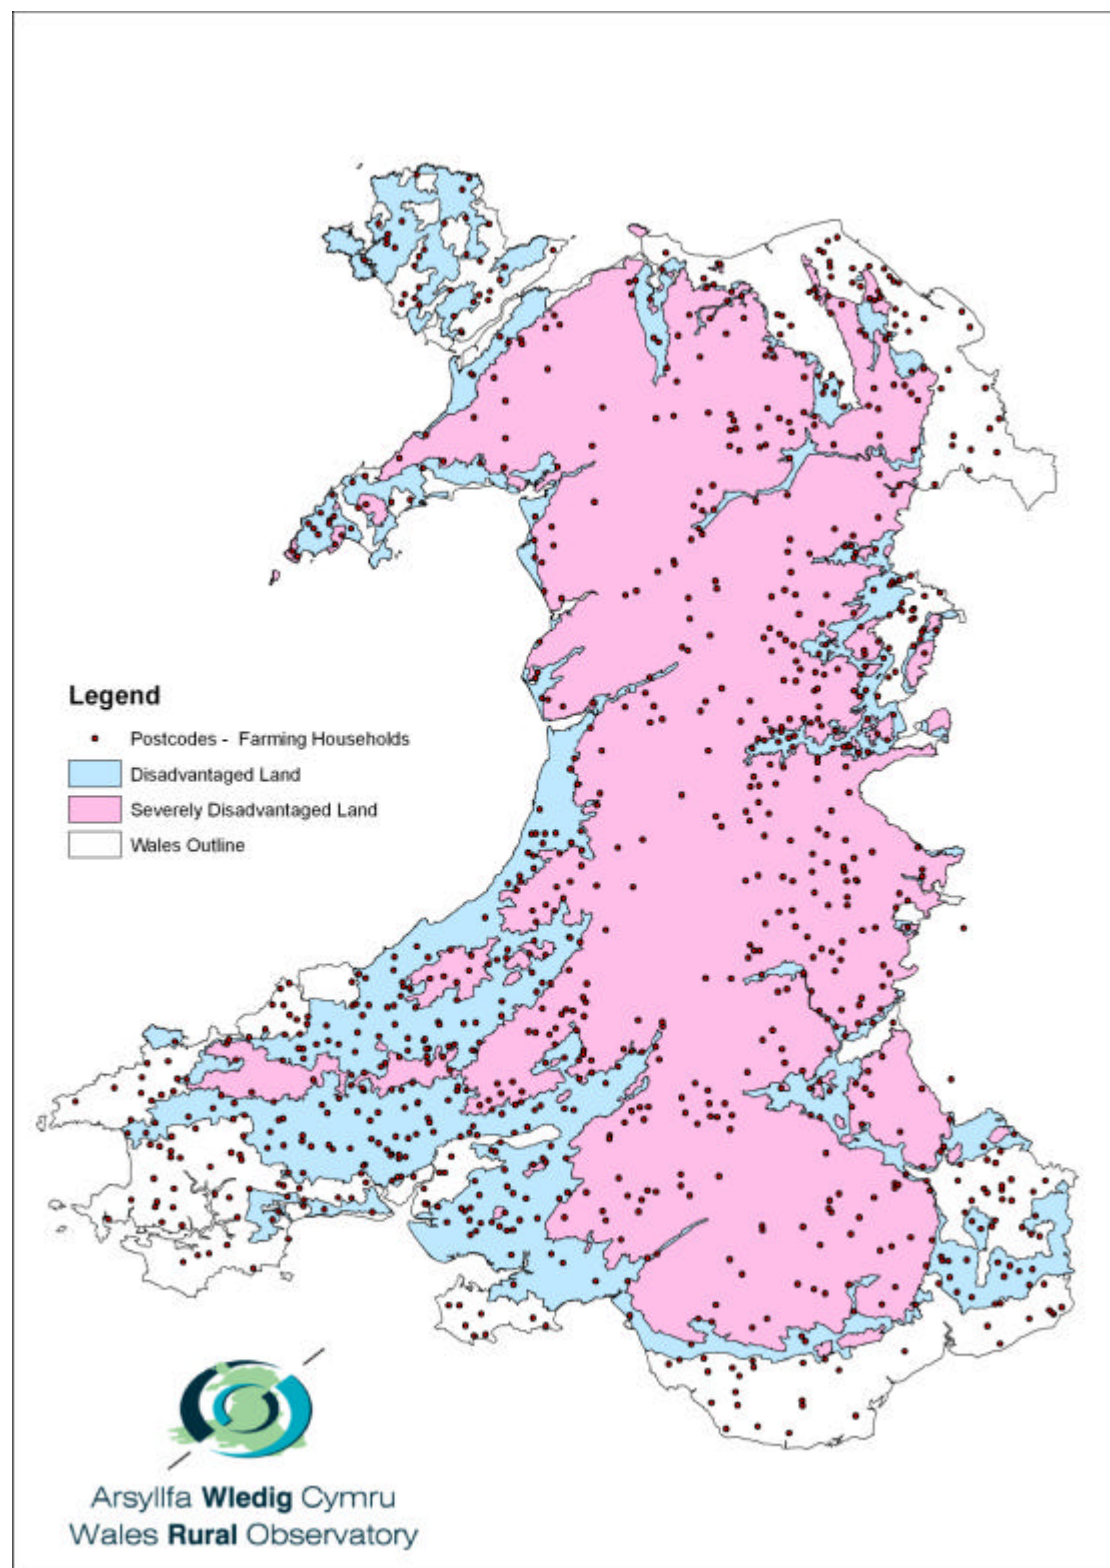 Legend
Postcodes - Farming Households
Disadvantaged Land
Severely Disadvantaged Land
Wales Outline
Arsyllfa Wledig Cymru
Wales Rural Observatory